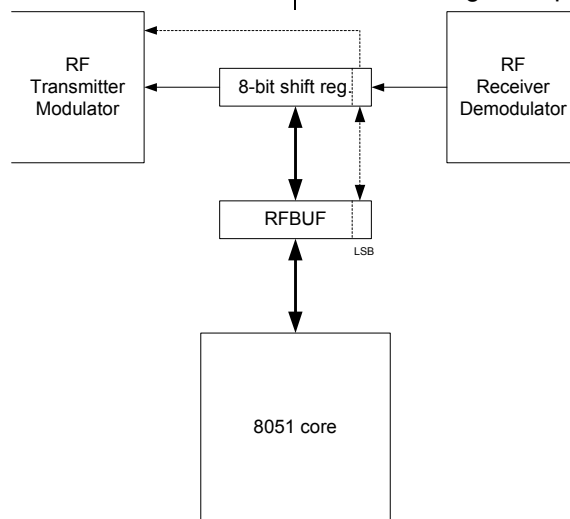 RF
Transmitter
Modulator
8-bit shift reg.
RF
Receiver
Demodulator
RFBUF
LSB
8051 core